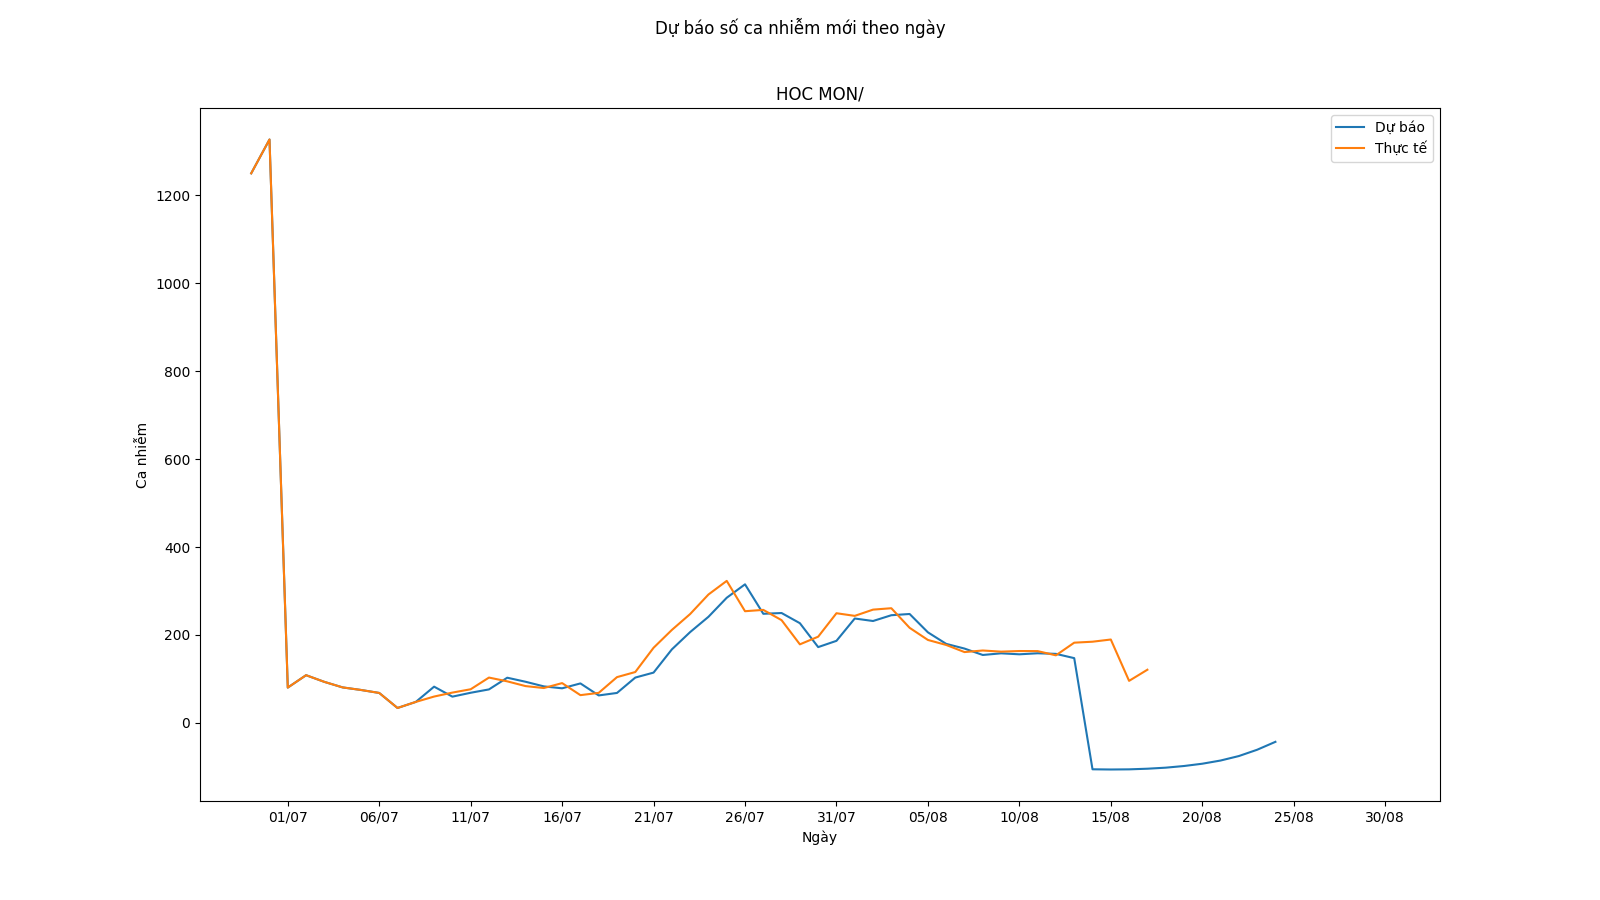 Dự báo số ca nhiễm mới theo ngày
HOC MON/
Dự báo
Thực tế
1200
1000
800
600
400
200
0
Ca nhiễm
01/07 06/07 11/07 16/07 21/07 26/07 31/07 05/08 10/08 15/08 20/08 25/08 30/08
Ngày